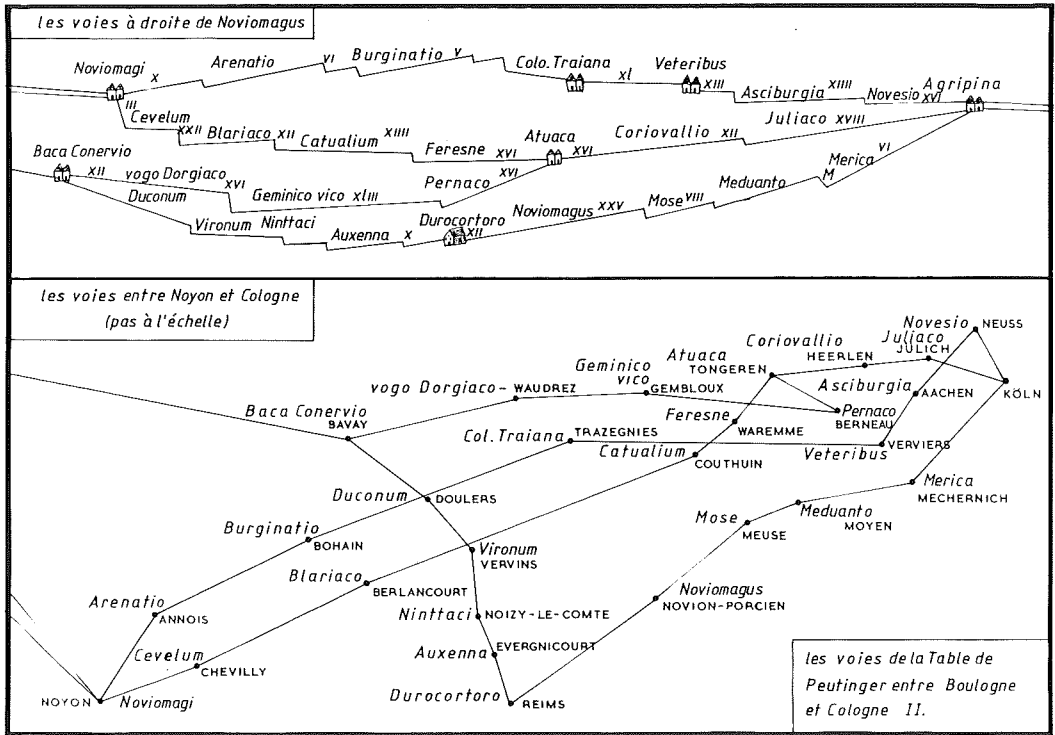 les voies à droite de Noviomagus
Noviomagi
X
Arenatio
VI
Burginatio
V
Colo. Traiana
xl
Veteribus
XIII
Asciburgia
XIIII
Novesio
XVI
Agripina
III
Cevelum
XXII
Blariaco
XII
Catualium
XIIII
Feresne
XVI
Atuaca
XVI
Coriovallio
XII
Juliaco
XVIII
Baca Conervio
XII
vogo Dorgiaco
XVI
Geminico vico
xliii
Pernaco
XVI
Duconum
Vironum
Ninttaci
Auxenna
X
Durocortoro
XII
Noviomagus
XXV
Mose
VIII
Meduanto
M
Merica
VI
les voies entre Noyon et Cologne
(pas à l'échelle)
Novesio
NEUSS
Juliaco
JÜLICH
Coriovallio
HEERLEN
Atuaca
TONGEREN
KÖLN
Geminico
vico
GEMBLOUX
vogo Dorgiaco – WAUDREZ
Asciburgia
AACHEN
Pernaco
BERNEAU
Baca Conervio
BAVAY
Feresne
WAREMME
Col. Traiana
TRAZEGNIES
Catualium
COUTHUIN
Veteribus
VERVIERS
Merica
MECHERNICH
Duconum
DOULERS
Meduanto
MOYEN
Mose
MEUSE
Burginatio
BOHAIN
Vironum
VERVINS
Blariaco
BERLANCOURT
Noviomagus
NOVION-PORCIEN
Arenatio
ANNOIS
Ninttaci
NOIZY-LE-COMTE
Auxenna
EVERGNICOURT
Cevelum
CHEVILLY
Durocortoro
REIMS
NOYON
Noviomagi
les voies de la Table de
Peutinger entre Boulogne
et Cologne II.